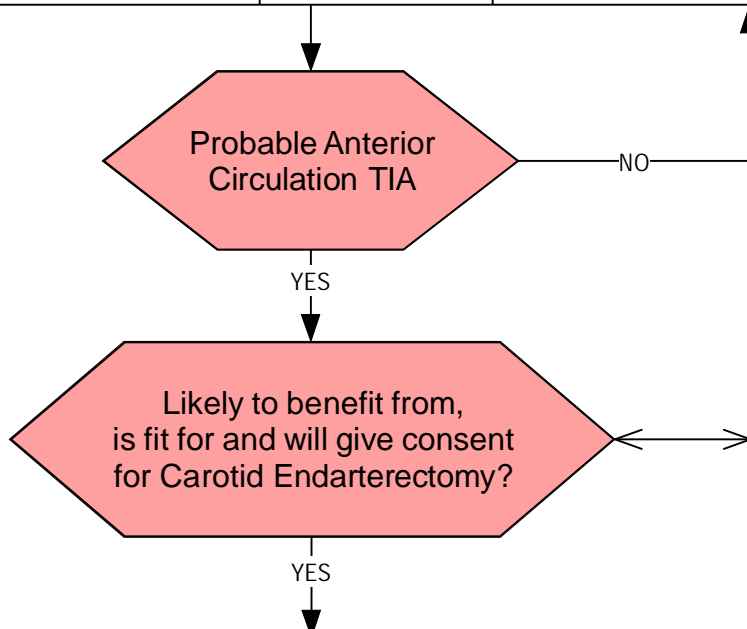 Probable Anterior
Circulation TIA
NO
YES
Likely to benefit from,
is fit for and will give consent
for Carotid Endarterectomy?
YES